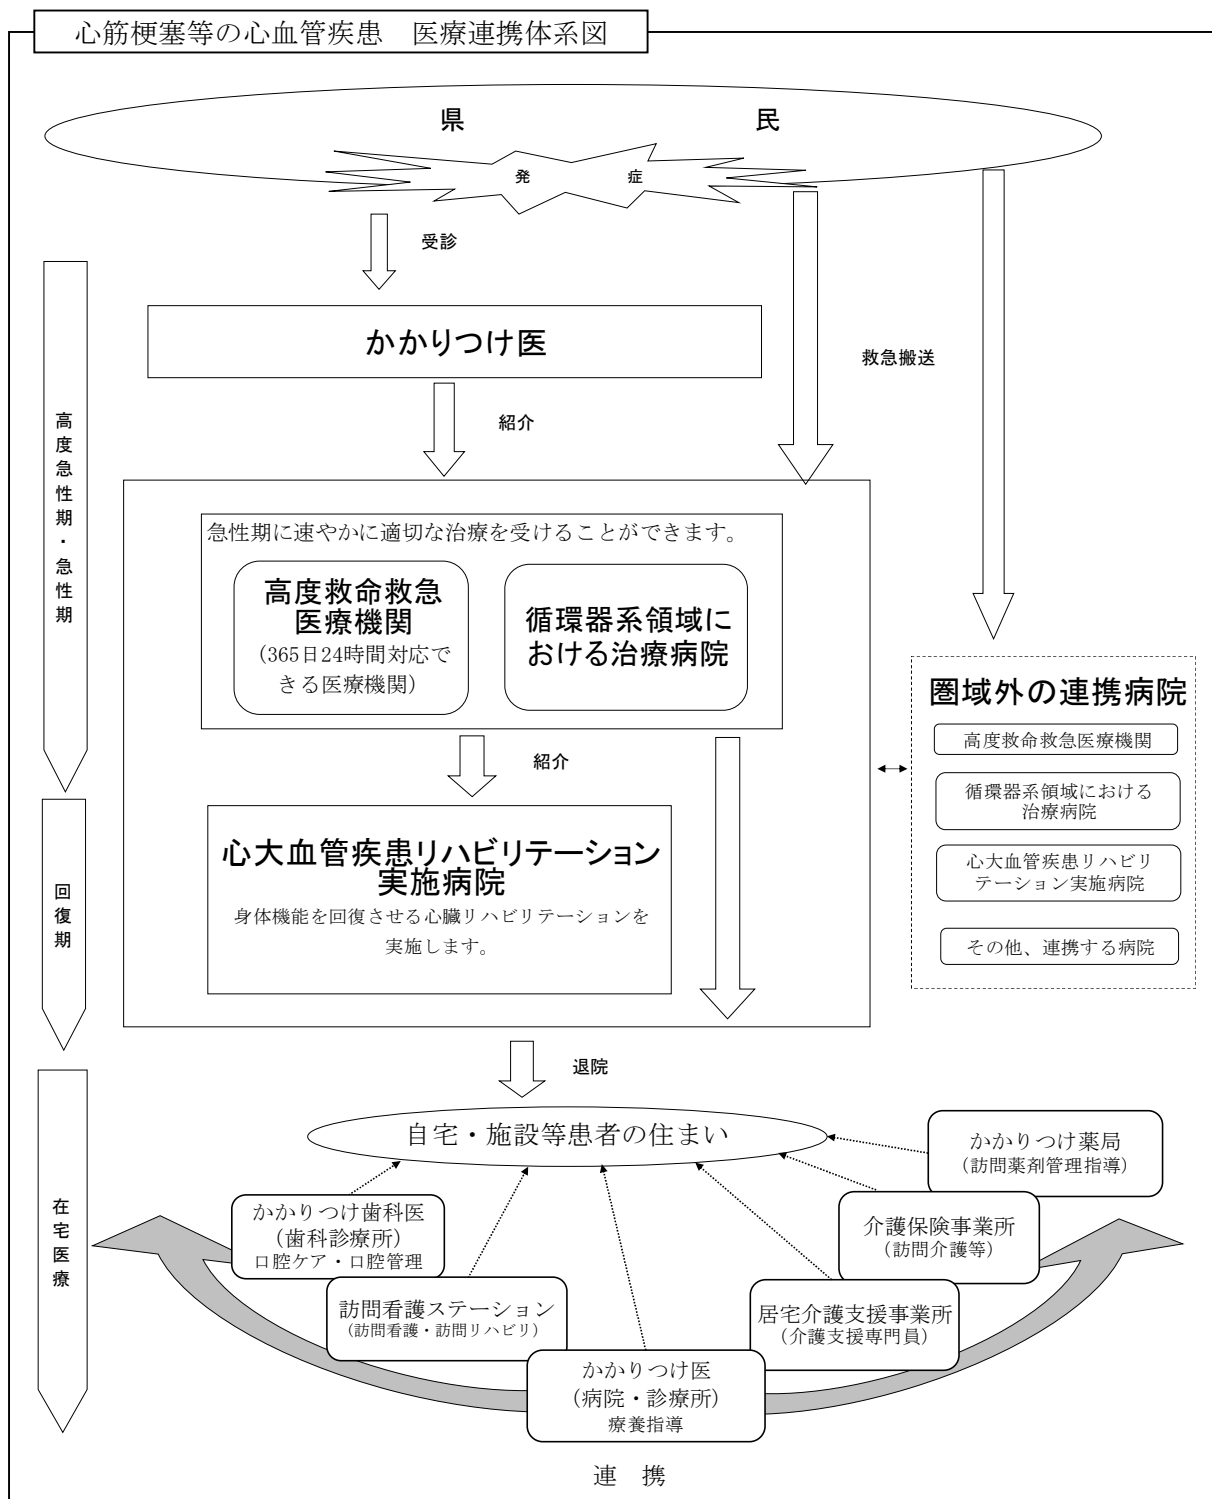 心筋梗塞等の心血管疾患　医療連携体系図
県　民
発　症
受診
かかりつけ医
救急搬送
紹介
高度急性期・急性期
急性期に速やかに適切な治療を受けることができます。
高度救命救急
医療機関
（365日24時間対応で
きる医療機関）
循環器系領域に
おける治療病院
圏域外の連携病院
高度救命救急医療機関
循環器系領域における
治療病院
心大血管疾患リハビリ
テーション実施病院
その他、連携する病院
紹介
回復期
心大血管疾患リハビリテーション
実施病院
身体機能を回復させる心臓リハビリテーションを
実施します。
退院
在宅医療
自宅・施設等患者の住まい
かかりつけ薬局
（訪問薬剤管理指導）
かかりつけ歯科医
（歯科診療所）
口腔ケア・口腔管理
介護保険事業所
（訪問介護等）
訪問看護ステーション
（訪問看護・訪問リハビリ）
居宅介護支援事業所
（介護支援専門員）
かかりつけ医
（病院・診療所）
療養指導
連　携